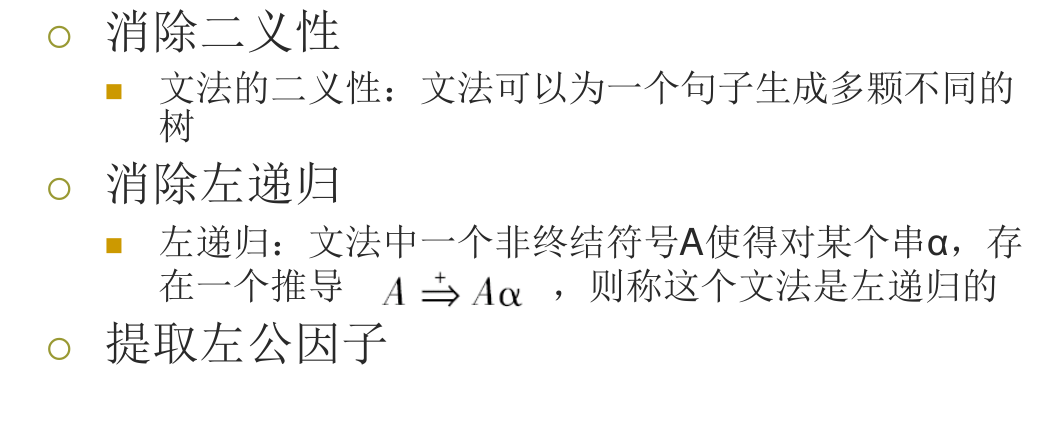 消除二义性
文法的二义性：文法可以为一个句子生成多颗不同的
树
消除左递归
左递归：文法中一个非终结符号A使得对某个串α，存
在一个推导 A ⇒⁺ Aα ，则称这个文法是左递归的
提取左公因子